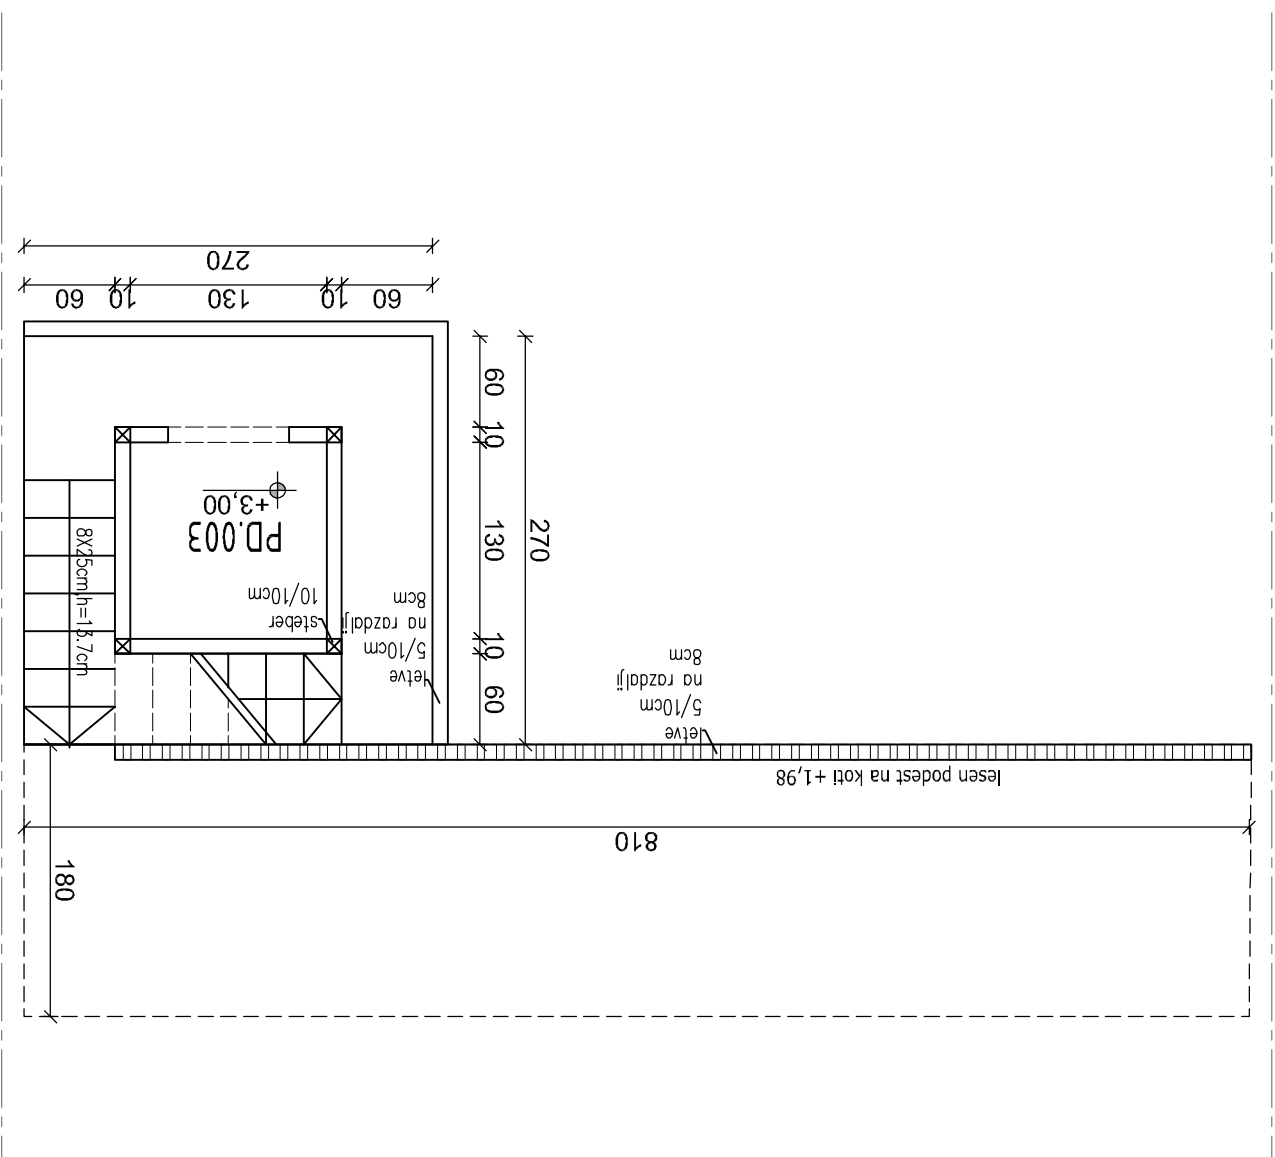 270
60
10
130
10
60
60
10
130
10
60
270
+3,00
PD.003
8X25cm,h=13.7cm
steber
10/10cm
letve
5/10cm
na razdalji
8cm
letve
5/10cm
na razdalji
8cm
lesen podest na koti +1,98
810
180